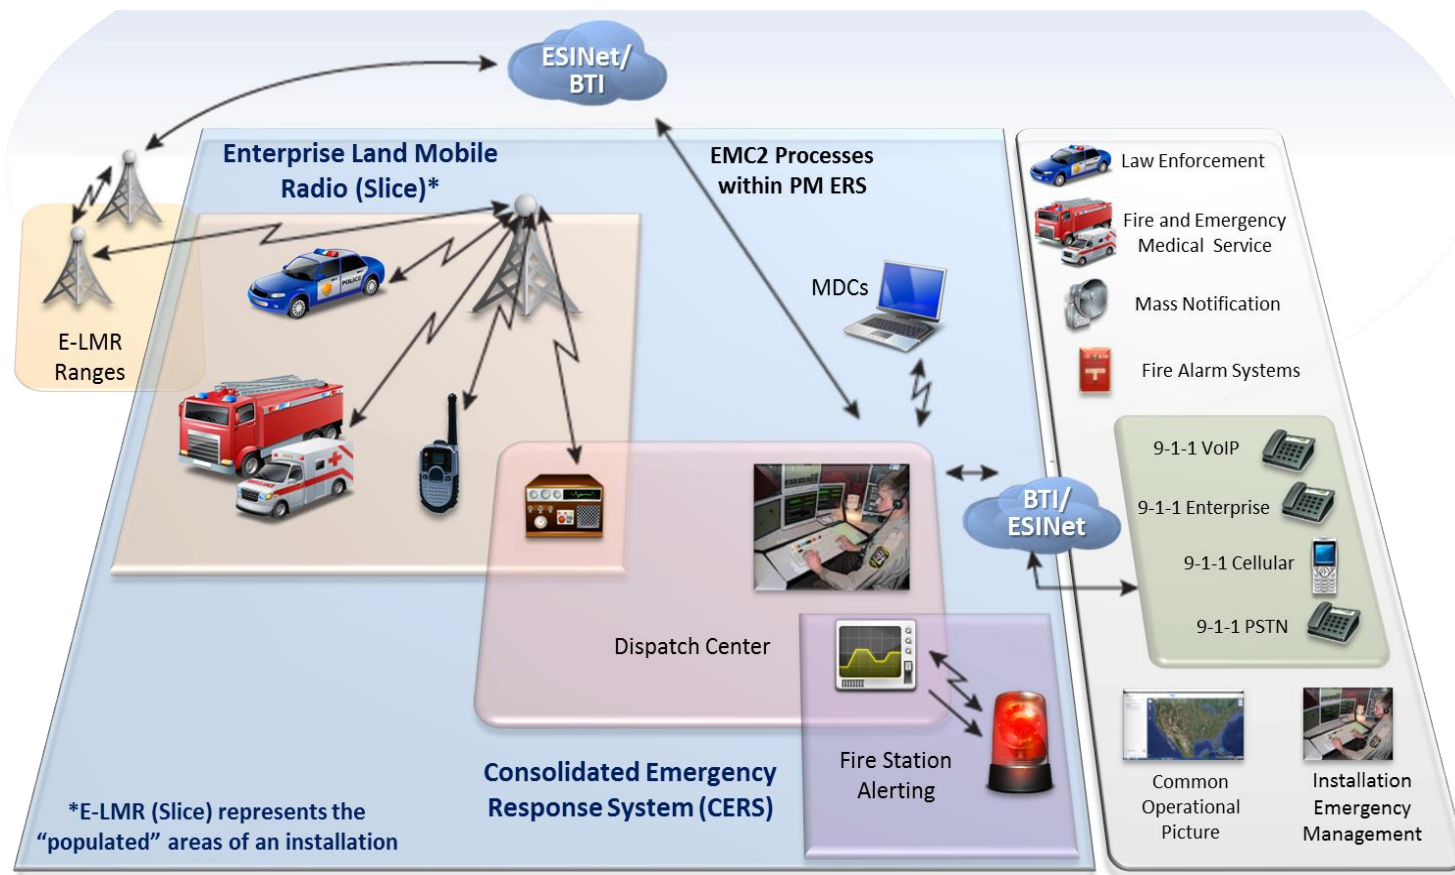 ESINet/
BTI
Enterprise Land Mobile
Radio (Slice)*
EMC2 Processes
within PM ERS
MDCs
E-LMR
Ranges
POLICE
AMBULANCE
Dispatch Center
BTI/
ESINet
Fire Station
Alerting
Consolidated Emergency
Response System (CERS)
*E-LMR (Slice) represents the
“populated” areas of an installation
Law Enforcement
Fire and Emergency
Medical Service
Mass Notification
Fire Alarm Systems
9-1-1 VoIP
9-1-1 Enterprise
9-1-1 Cellular
9-1-1 PSTN
Common
Operational
Picture
Installation
Emergency
Management